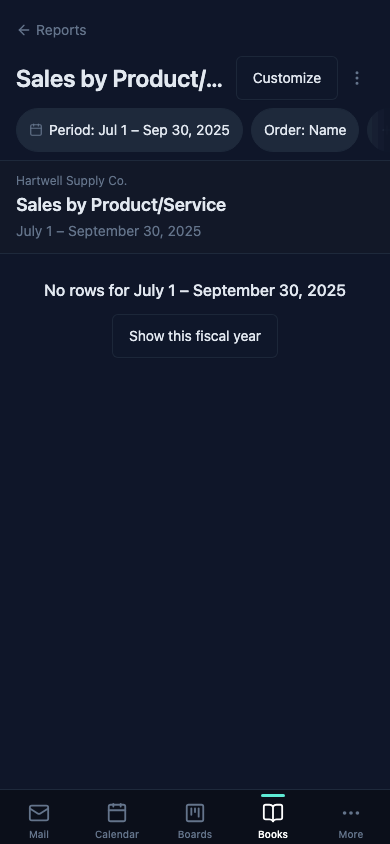 Reports
Sales by Product/...
Customize
Period: Jul 1 – Sep 30, 2025
Order: Name
Hartwell Supply Co.
Sales by Product/Service
July 1 – September 30, 2025
No rows for July 1 – September 30, 2025
Show this fiscal year
Mail
Calendar
Boards
Books
More